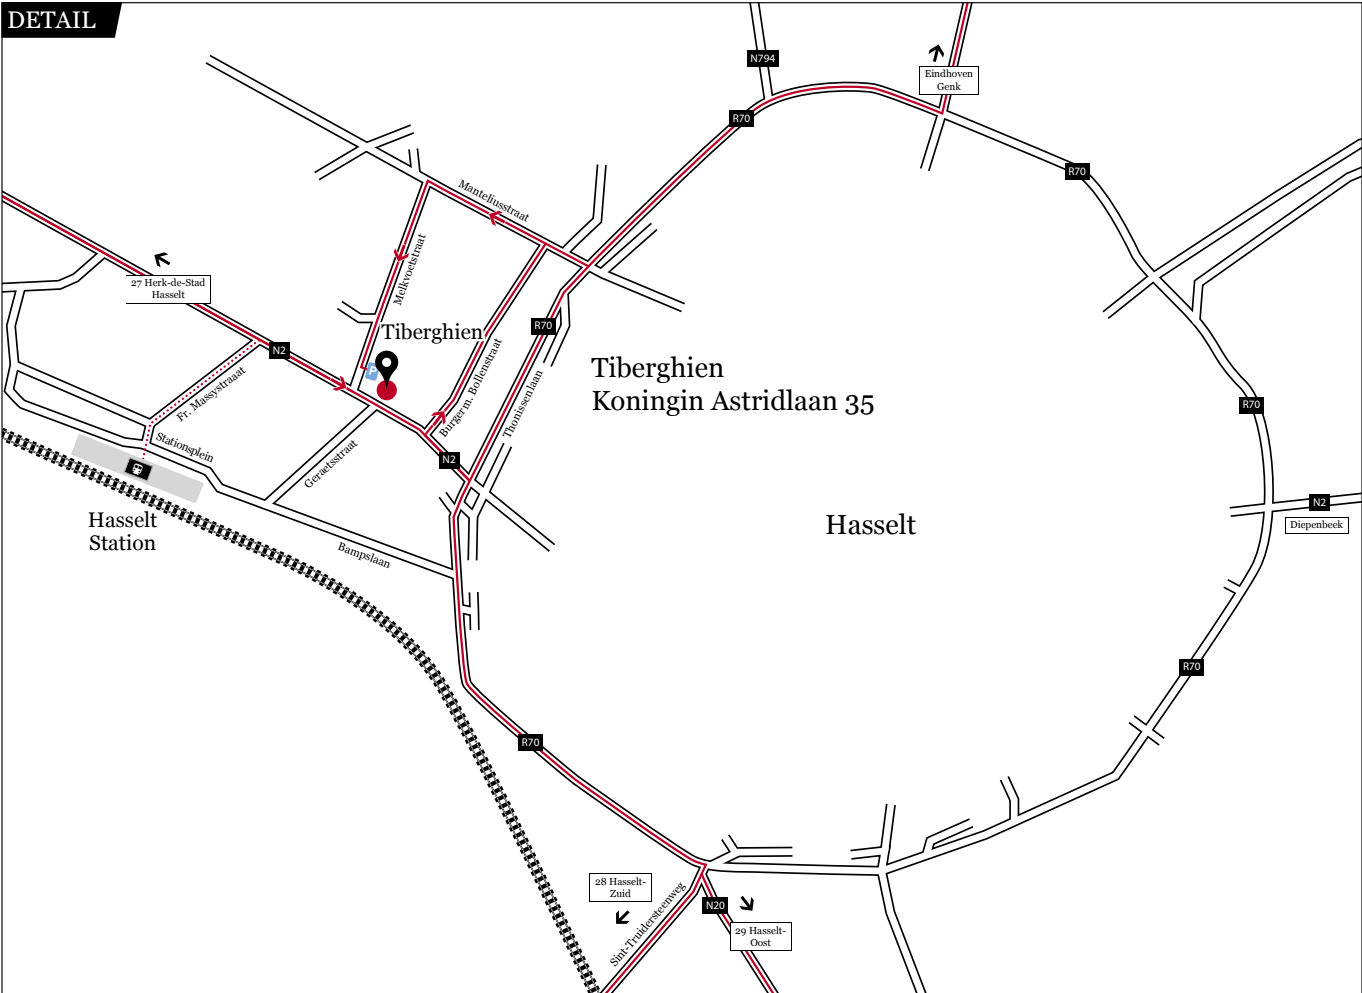 DETAIL
N794
Eindhoven
Genk
R70
R70
Manteliusstraat
Melkvoetstraat
27 Herk-de-Stad
Hasselt
Tiberghien
R70
N2
P
Burgerm. Bollenstraat
Thonissenlaan
Tiberghien
Koningin Astridlaan 35
Fr. Massystraaat
R70
Stationsplein
Geraetsstraat
N2
Hasselt
Station
Hasselt
N2
Diepenbeek
Bampslaan
R70
R70
28 Hasselt-
Zuid
Sint-Truidersteenweg
N20
29 Hasselt-
Oost